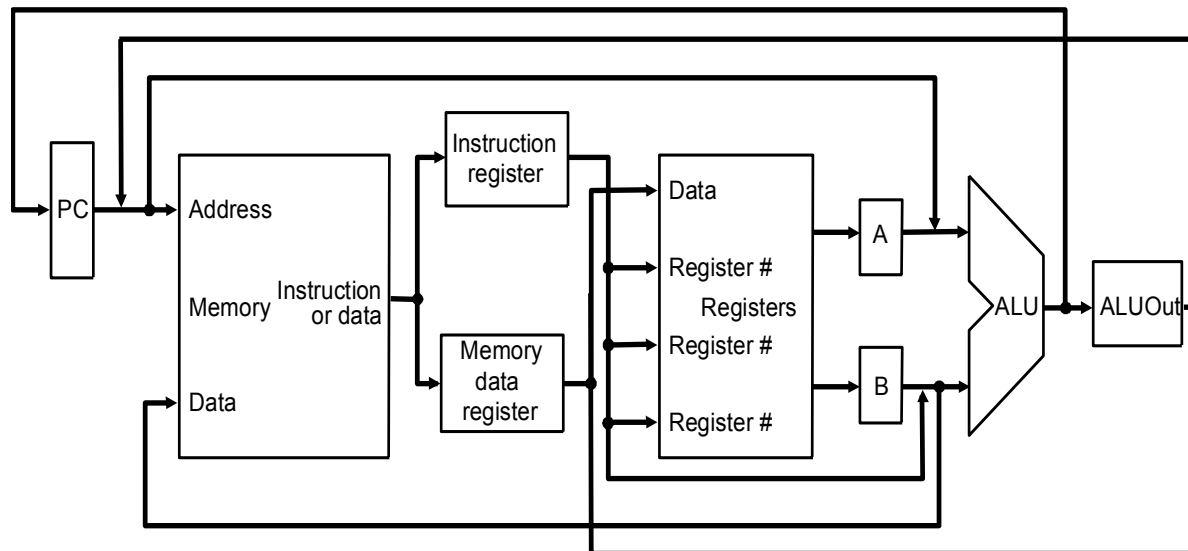 PC
Address
Memory
Instruction
or data
Data
Instruction
register
Memory
data
register
Data
Register #
Registers
Register #
Register #
A
B
ALU
ALUOut